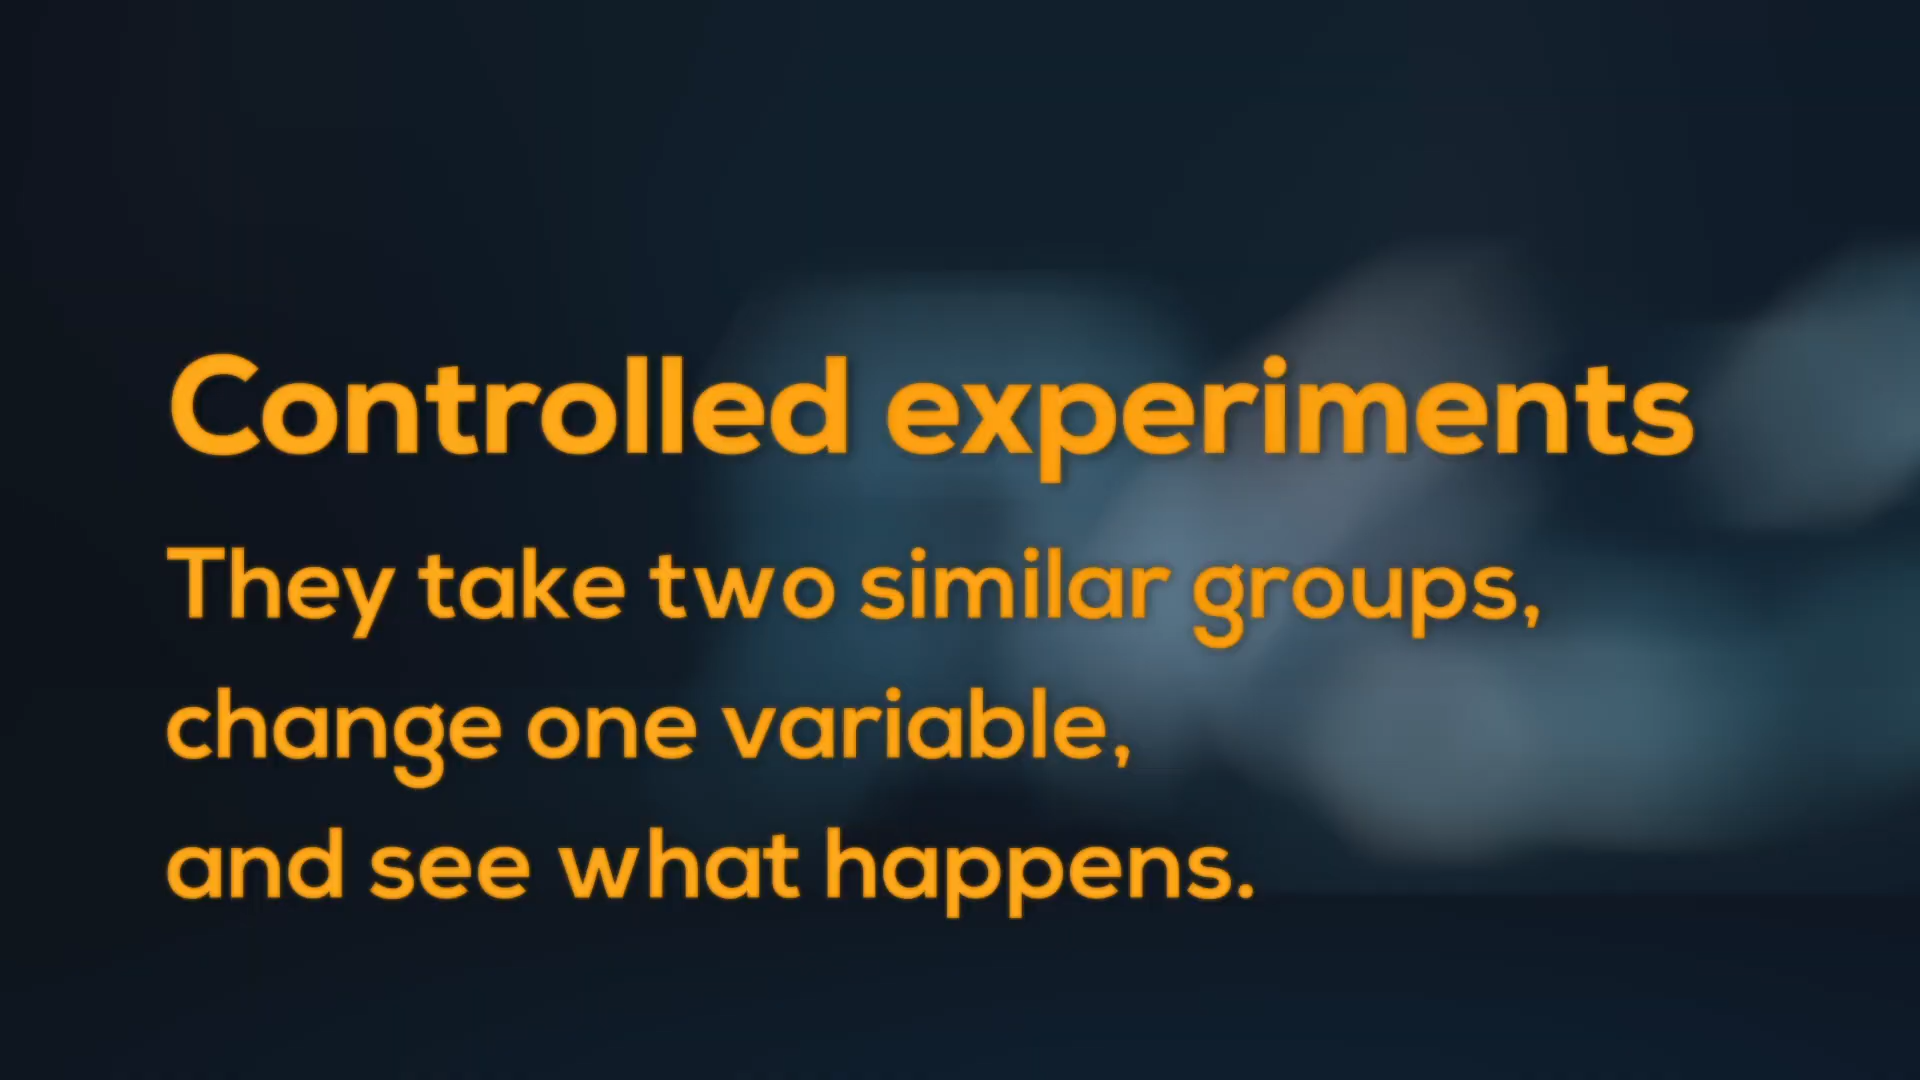 Controlled experiments
They take two similar groups,
change one variable,
and see what happens.